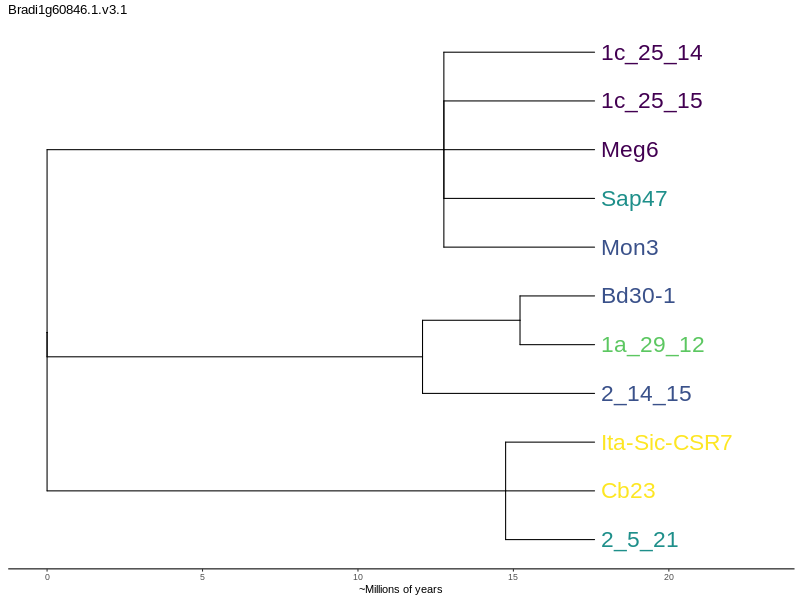 Bradi1g60846.1.v3.1
1c_25_14
1c_25_15
Meg6
Sap47
Mon3
Bd30-1
1a_29_12
2_14_15
Ita-Sic-CSR7
Cb23
2_5_21
0 5 10 15 20
~Millions of years